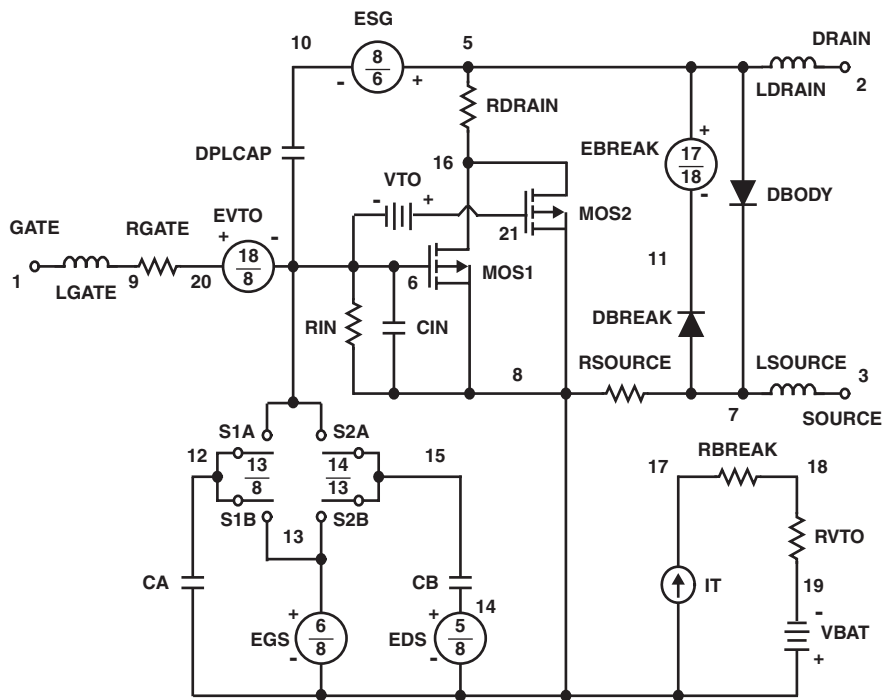 ESG
10
8
6
5
DRAIN
- +
2
RDRAIN
LDRAIN
DPLCAP
16
EBREAK
+
17
18
-
DBODY
VTO
- +
GATE
RGATE
EVTO
+ -
18
8
MOS2
21
11
1
9
20
6
MOS1
LGATE
RIN
CIN
DBREAK
RSOURCE
LSOURCE
8
3
7
SOURCE
S1A
S2A
12
13
8
14
13
15
S1B
S2B
13
RBREAK
17
18
RVTO
CA
CB
IT
19
14
+
EGS
6
8
-
+
EDS
5
8
-
-
VBAT
+